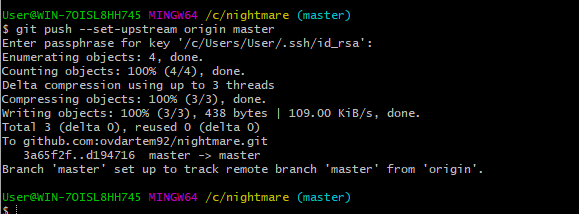 User@WIN-7OISL8HH745 MINGW64 /c/nightmare (master)
$ git push --set-upstream origin master
Enter passphrase for key '/c/Users/User/.ssh/id_rsa':
Enumerating objects: 4, done.
Counting objects: 100% (4/4), done.
Delta compression using up to 3 threads
Compressing objects: 100% (3/3), done.
Writing objects: 100% (3/3), 438 bytes | 109.00 KiB/s, done.
Total 3 (delta 0), reused 0 (delta 0)
To github.com:ovdartem92/nightmare.git
   3a65f2f..d194716  master -> master
Branch 'master' set up to track remote branch 'master' from 'origin'.
User@WIN-7OISL8HH745 MINGW64 /c/nightmare (master)
$